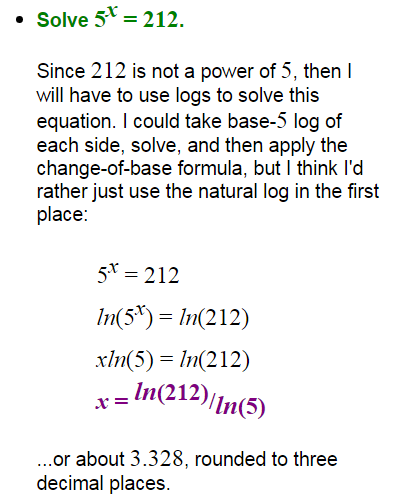 • Solve 5ˣ = 212.
Since 212 is not a power of 5, then I
will have to use logs to solve this
equation. I could take base-5 log of
each side, solve, and then apply the
change-of-base formula, but I think I'd
rather just use the natural log in the first
place:
5ˣ = 212
ln(5ˣ) = ln(212)
xln(5) = ln(212)
x = ln(212)/ln(5)
...or about 3.328, rounded to three
decimal places.